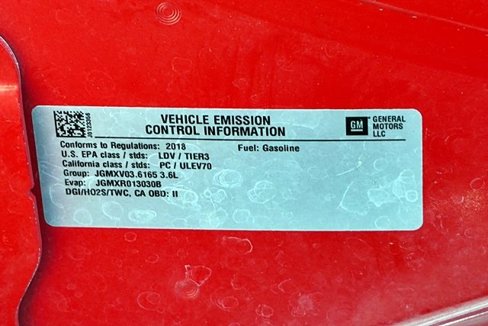 VEHICLE EMISSION
CONTROL INFORMATION
GM
GENERAL
MOTORS
LLC
Conforms to Regulations: 2018 Fuel: Gasoline
U.S. EPA class / stds: LDV / TIER3
California class / stds: PC / ULEV70
Group: JGMXV03.6165 3.6L
Evap: JGMXR013030B
DGI/HO2S/TWC, CA OBD: II